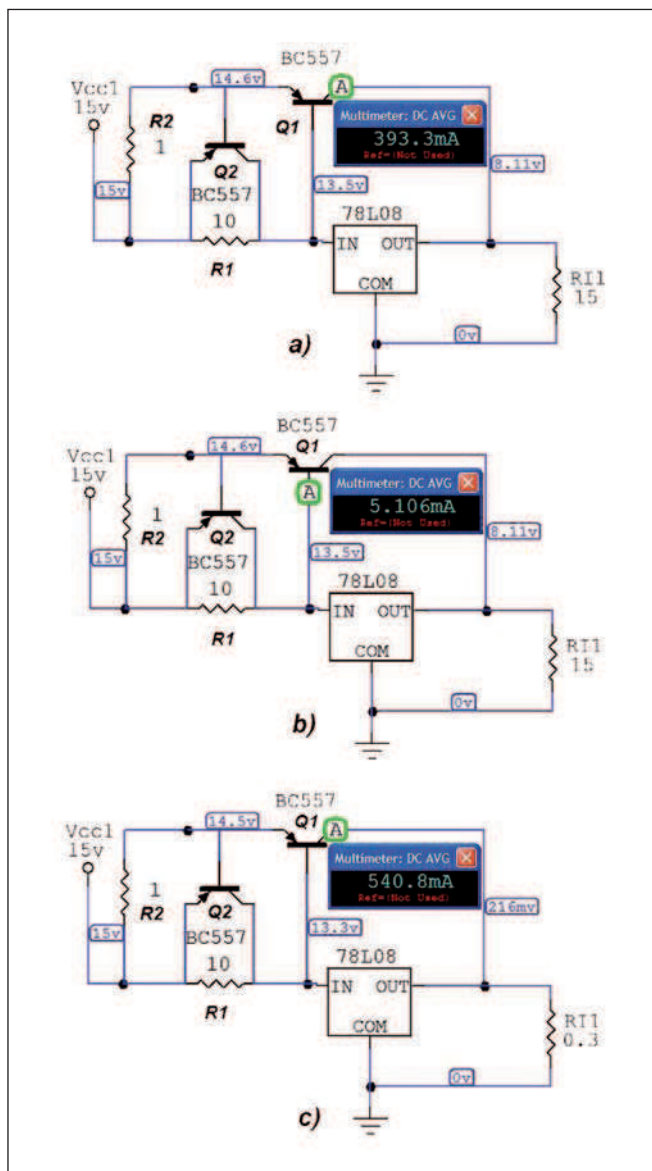 BC557
Vcc1
15v
14.6v
A
Q1
Multimeter: DC AVG
393.3mA
Ref=(Not Used)
R2
1
Q2
BC557
10
R1
15v
13.5v
8.11v
78L08
IN OUT
COM
RI1
15
0v
a)
BC557
Q1
Vcc1
15v
14.6v
A
Multimeter: DC AVG
5.106mA
Ref=(Not Used)
1
R2
Q2
BC557
10
R1
15v
13.5v
8.11v
78L08
IN OUT
COM
RI1
15
0v
b)
BC557
Q1
Vcc1
15v
14.5v
A
Multimeter: DC AVG
540.8mA
Ref=(Not Used)
1
R2
Q2
BC557
10
R1
15v
13.3v
216mv
78L08
IN OUT
COM
RI1
0.3
0v
c)